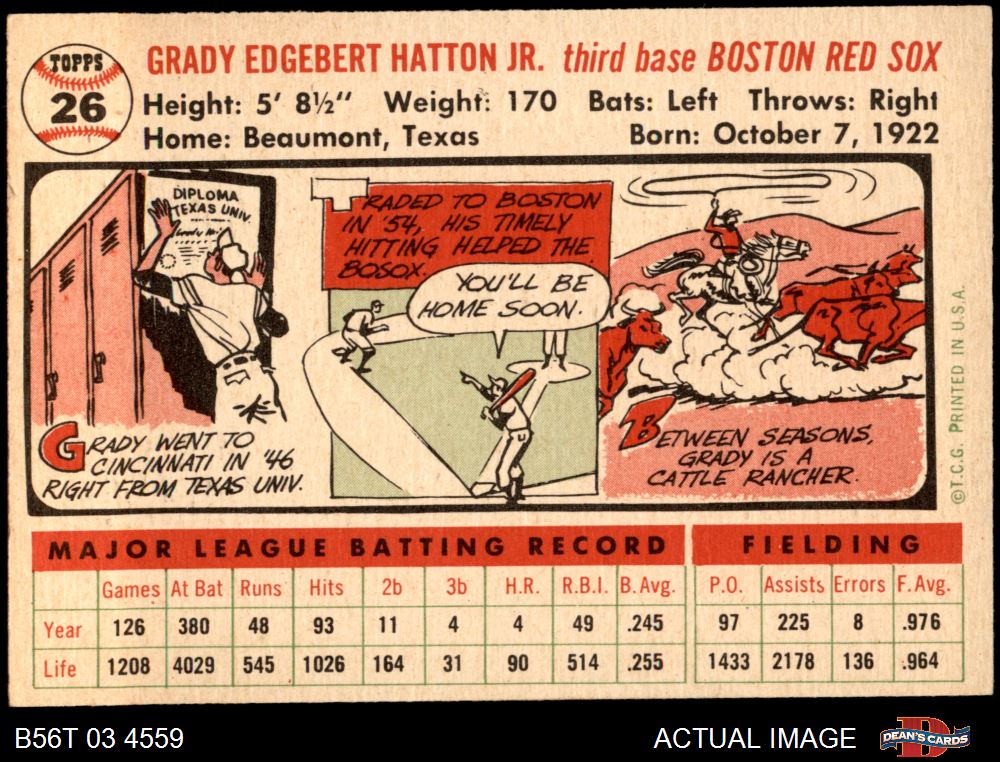 TOPPS
26
GRADY EDGEBERT HATTON JR. third base BOSTON RED SOX
Height: 5' 8½" Weight: 170 Bats: Left Throws: Right
Home: Beaumont, Texas Born: October 7, 1922
DIPLOMA
TEXAS UNIV.
GRADY WENT TO
CINCINNATI IN '46
RIGHT FROM TEXAS UNIV.
TRADED TO BOSTON
IN '54, HIS TIMELY
HITTING HELPED THE
BOSOX.
YOU'LL BE
HOME SOON.
BETWEEN SEASONS,
GRADY IS A
CATTLE RANCHER.
©T.C.G. PRINTED IN U.S.A.
MAJOR LEAGUE BATTING RECORD FIELDING
Games At Bat Runs Hits 2b 3b H.R. R.B.I. B. Avg. P.O. Assists Errors F. Avg.
Year 126 380 48 93 11 4 4 49 .245 97 225 8 .976
Life 1208 4029 545 1026 164 31 90 514 .255 1433 2178 136 .964
B56T 03 4559 ACTUAL IMAGE DEAN'S CARDS